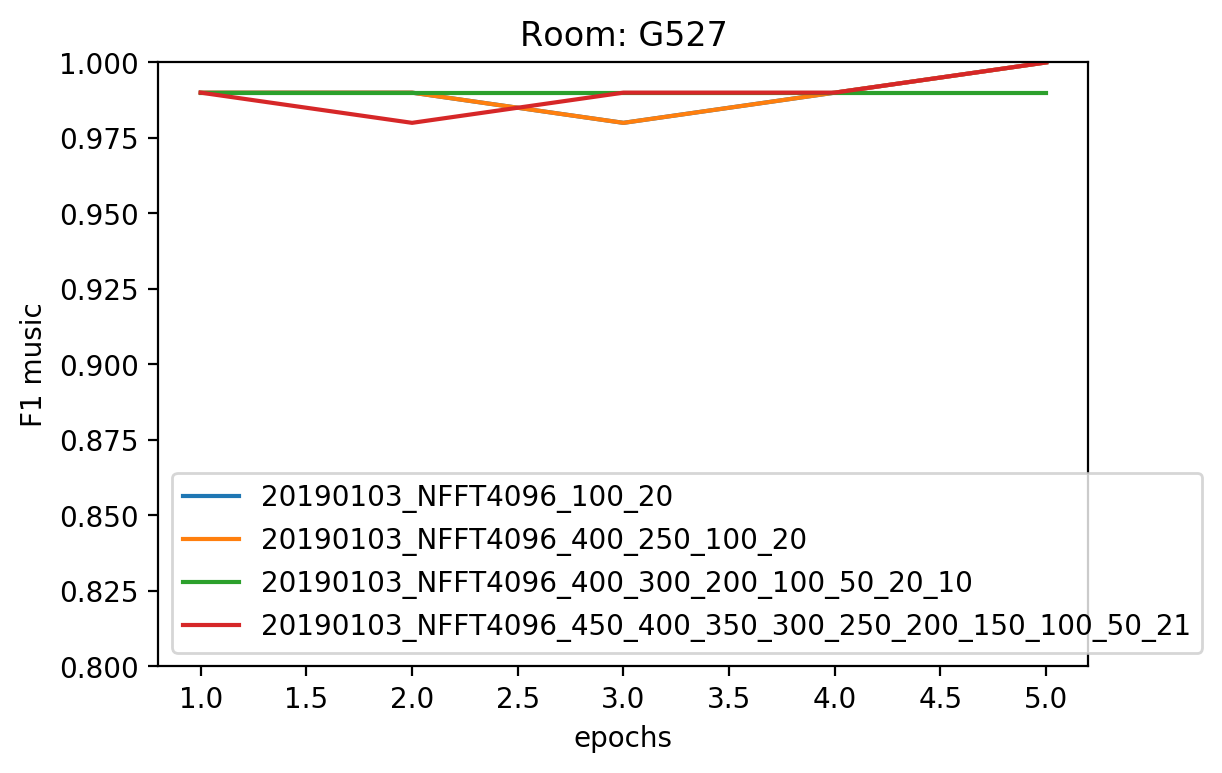 Room: G527
1.000
0.975
0.950
0.925
0.900
0.875
0.850
0.825
0.800
F1 music
20190103_NFFT4096_100_20
20190103_NFFT4096_400_250_100_20
20190103_NFFT4096_400_300_200_100_50_20_10
20190103_NFFT4096_450_400_350_300_250_200_150_100_50_21
1.0 1.5 2.0 2.5 3.0 3.5 4.0 4.5 5.0
epochs